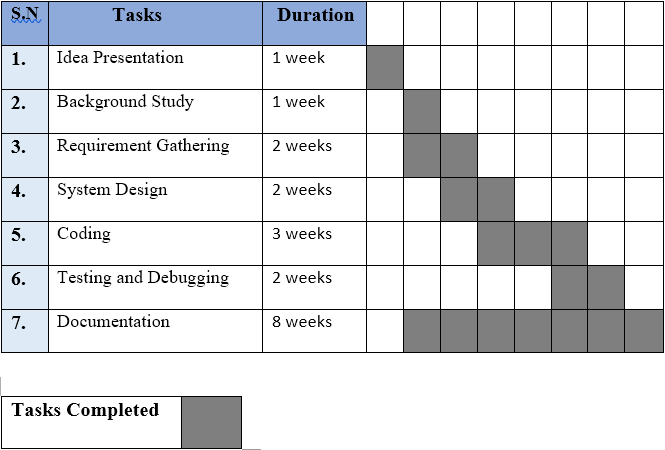 S.N Tasks Duration
1. Idea Presentation 1 week
2. Background Study 1 week
3. Requirement Gathering 2 weeks
4. System Design 2 weeks
5. Coding 3 weeks
6. Testing and Debugging 2 weeks
7. Documentation 8 weeks
Tasks Completed